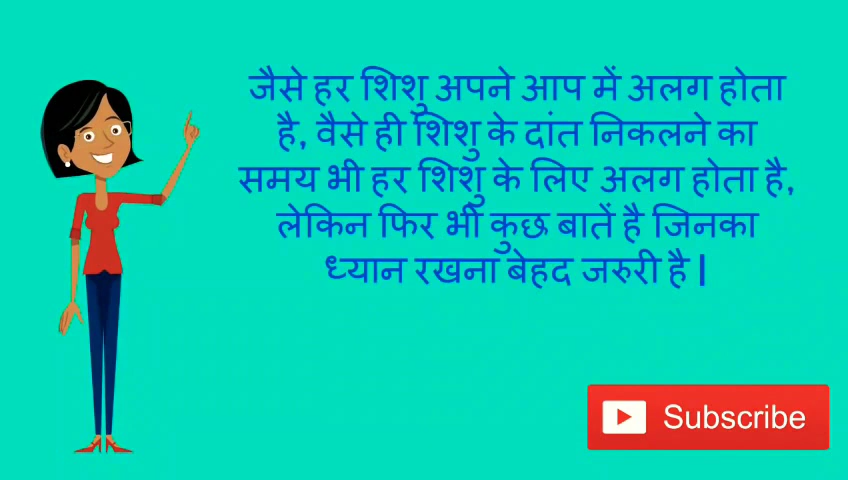 जैसे हर शिशु अपने आप में अलग होता
है, वैसे ही शिशु के दांत निकलने का
समय भी हर शिशु के लिए अलग होता है,
लेकिन फिर भी कुछ बातें है जिनका
ध्यान रखना बेहद जरुरी है |
Subscribe